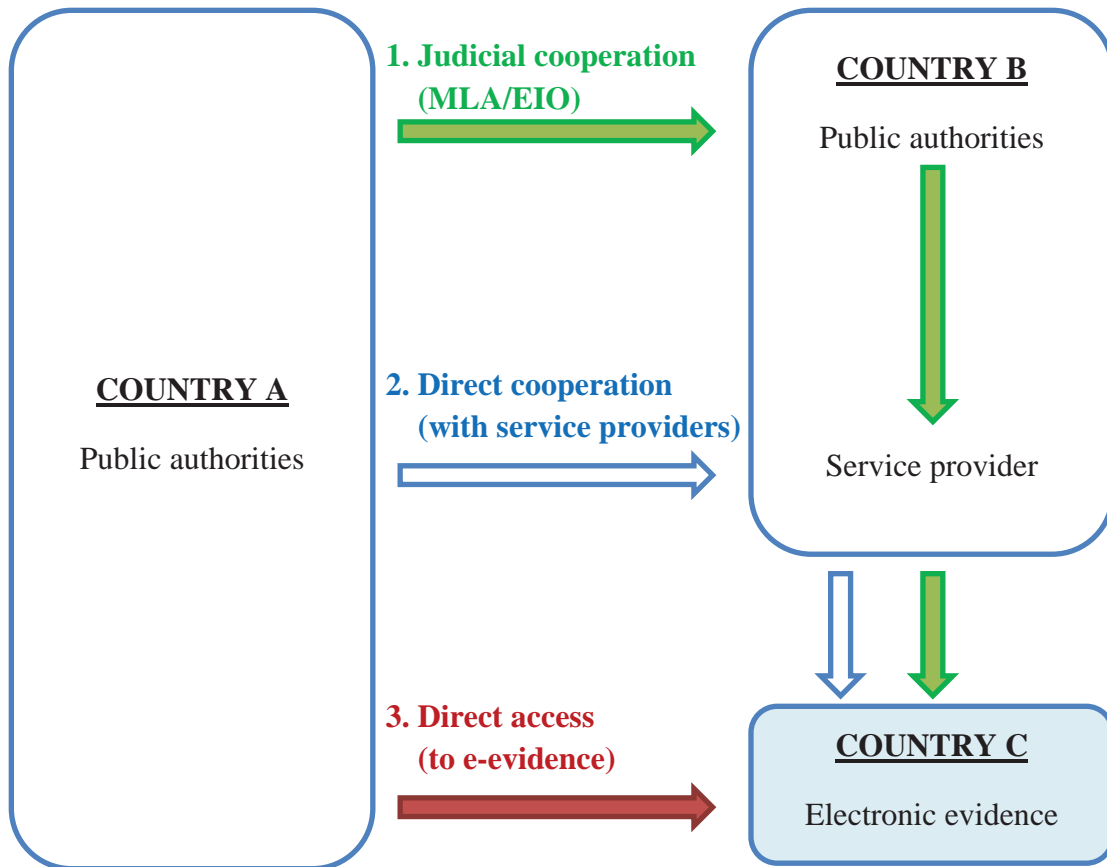 COUNTRY A
Public authorities
1. Judicial cooperation
(MLA/EIO)
2. Direct cooperation
(with service providers)
3. Direct access
(to e-evidence)
COUNTRY B
Public authorities
Service provider
COUNTRY C
Electronic evidence